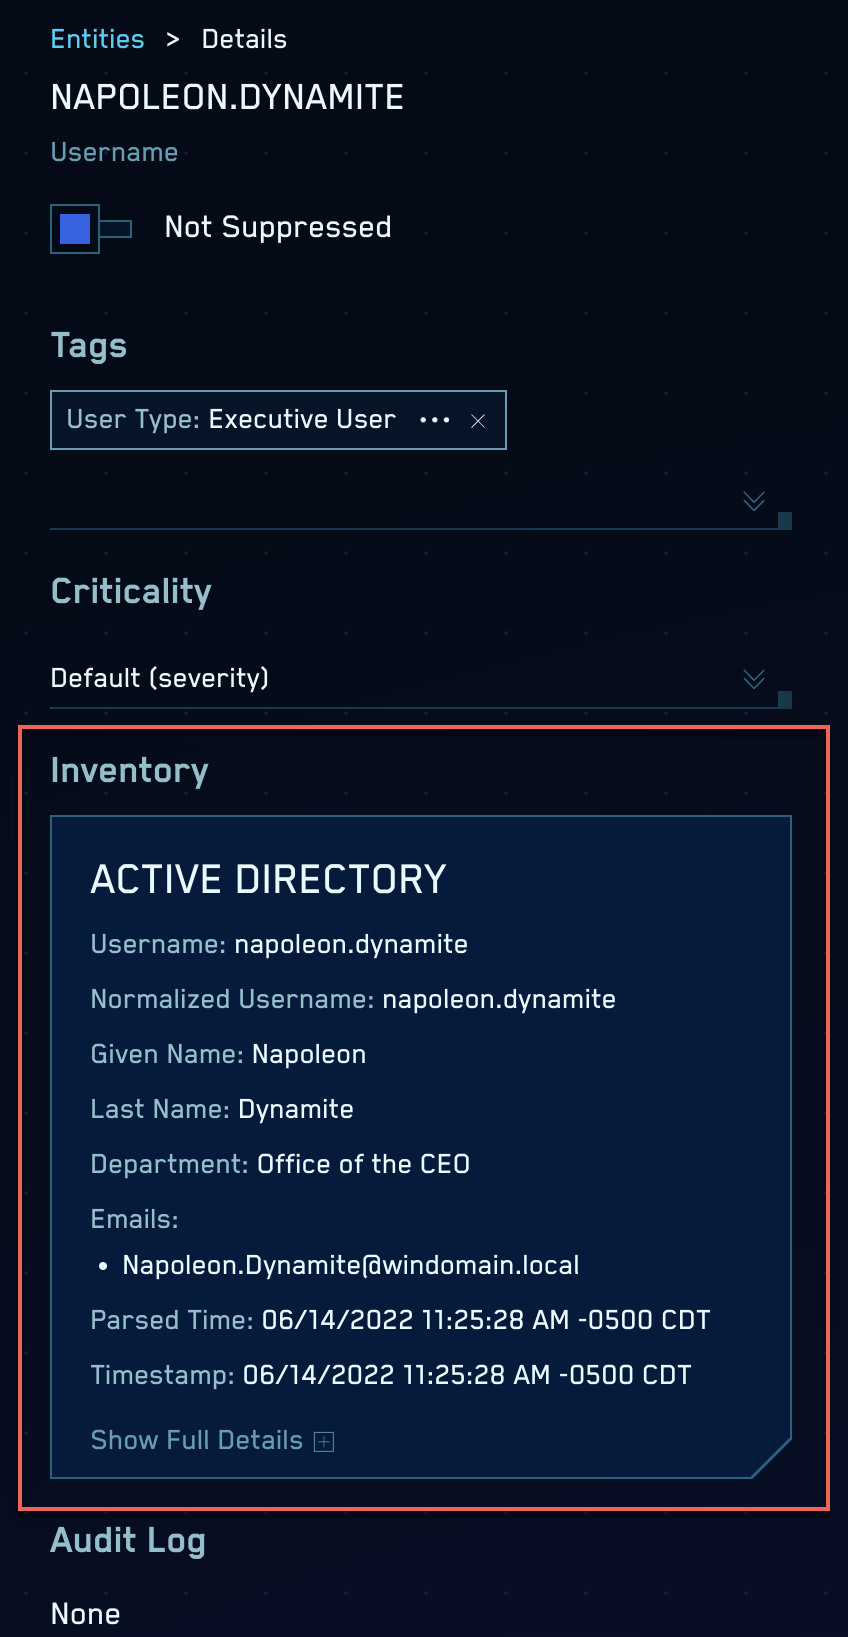 Entities > Details
NAPOLEON.DYNAMITE
Username
Not Suppressed
Tags
User Type: Executive User ••• ×
Criticality
Default (severity)
Inventory
ACTIVE DIRECTORY
Username: napoleon.dynamite
Normalized Username: napoleon.dynamite
Given Name: Napoleon
Last Name: Dynamite
Department: Office of the CEO
Emails:
• Napoleon.Dynamite@windomain.local
Parsed Time: 06/14/2022 11:25:28 AM -0500 CDT
Timestamp: 06/14/2022 11:25:28 AM -0500 CDT
Show Full Details
Audit Log
None